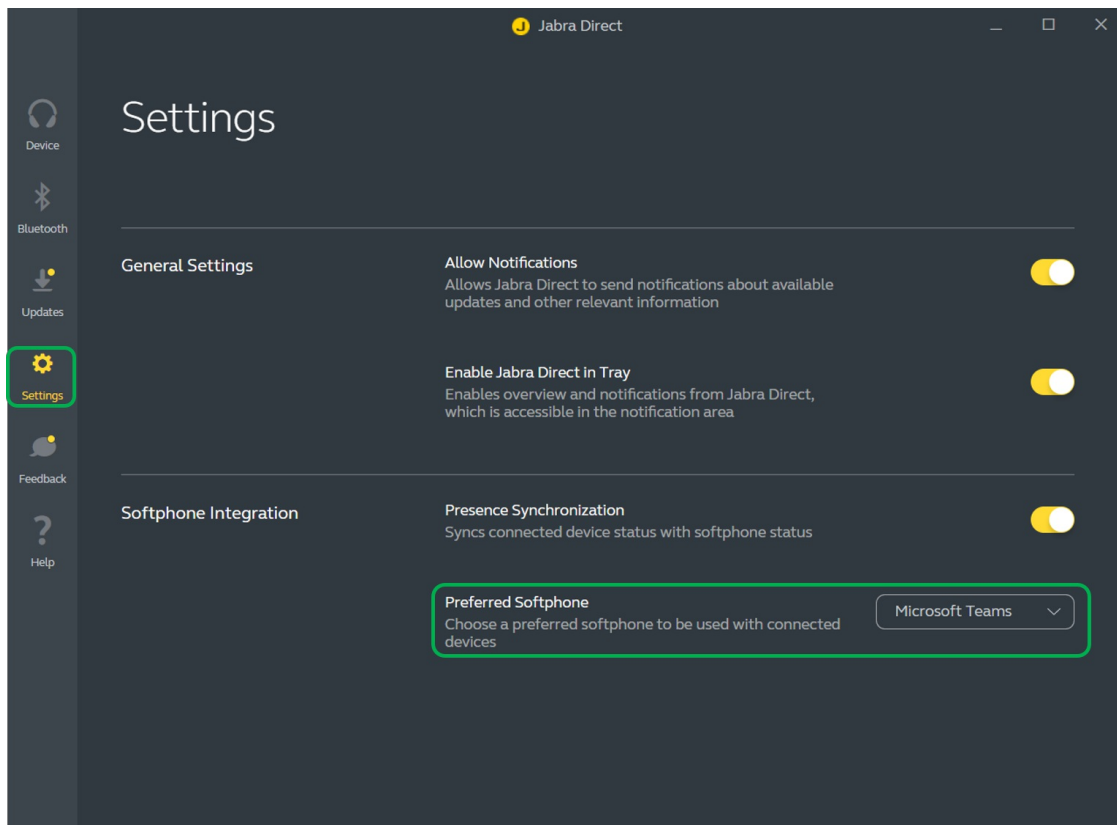 Jabra Direct
Device
Bluetooth
Updates
Settings
Feedback
Help
Settings
General Settings
Allow Notifications
Allows Jabra Direct to send notifications about available
updates and other relevant information
Enable Jabra Direct in Tray
Enables overview and notifications from Jabra Direct,
which is accessible in the notification area
Softphone Integration
Presence Synchronization
Syncs connected device status with softphone status
Preferred Softphone
Choose a preferred softphone to be used with connected
devices
Microsoft Teams